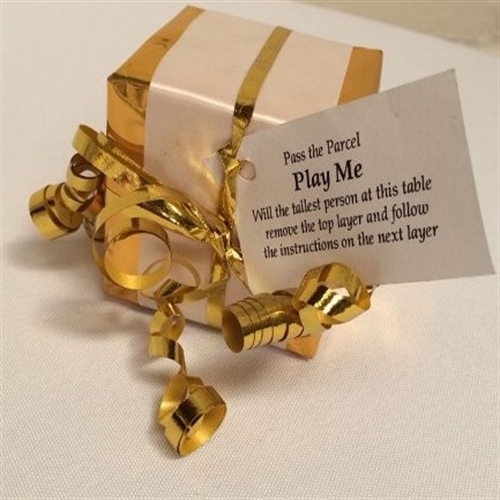 Pass the Parcel
Play Me
Will the tallest person at this table
remove the top layer and follow
the instructions on the next layer